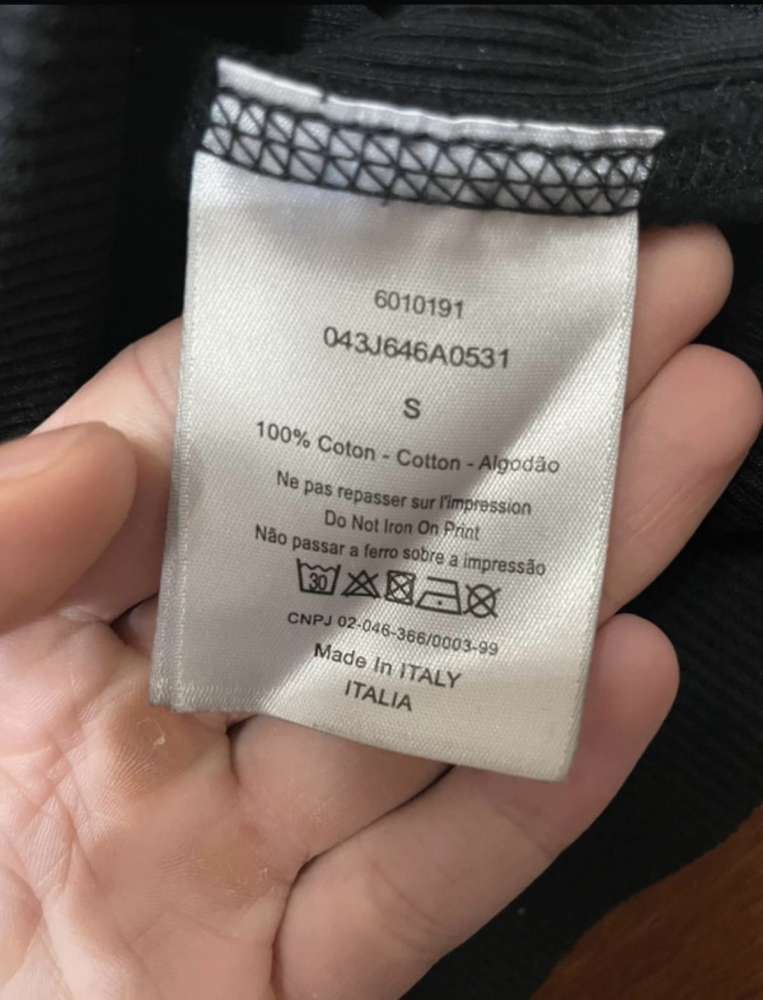 6010191
043J646A0531
S
100% Coton - Cotton - Algodão
Ne pas repasser sur l'impression
Do Not Iron On Print
Não passar a ferro sobre a impressão
30
CNPJ 02-046-366/0003-99
Made In ITALY
ITALIA